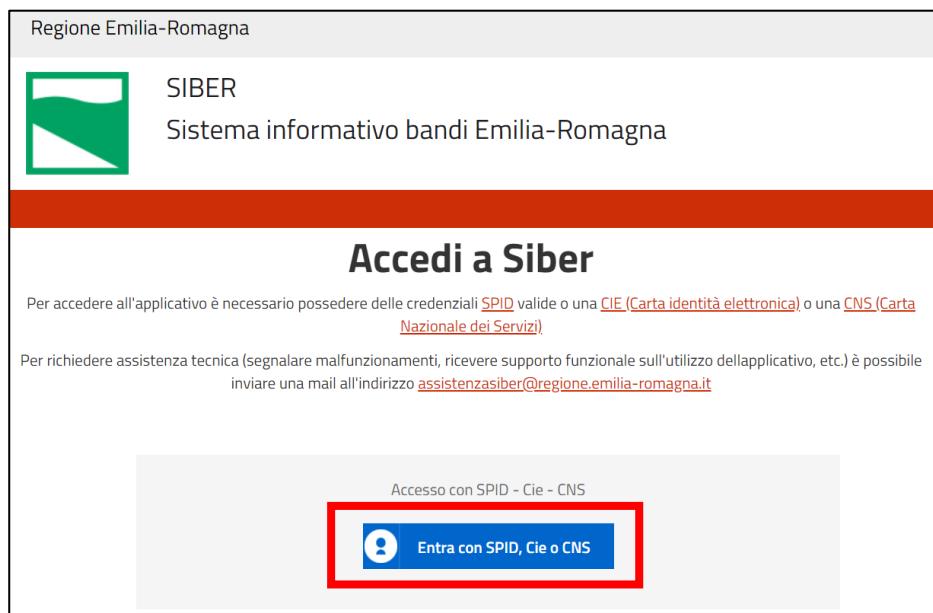 Regione Emilia-Romagna
SIBER
Sistema informativo bandi Emilia-Romagna
Accedi a Siber
Per accedere all'applicativo è necessario possedere delle credenziali SPID valide o una CIE (Carta identità elettronica) o una CNS (Carta
Nazionale dei Servizi)
Per richiedere assistenza tecnica (segnalare malfunzionamenti, ricevere supporto funzionale sull'utilizzo dellapplicativo, etc.) è possibile
inviare una mail all'indirizzo assistenzasiber@regione.emilia-romagna.it
Accesso con SPID - Cie - CNS
Entra con SPID, Cie o CNS